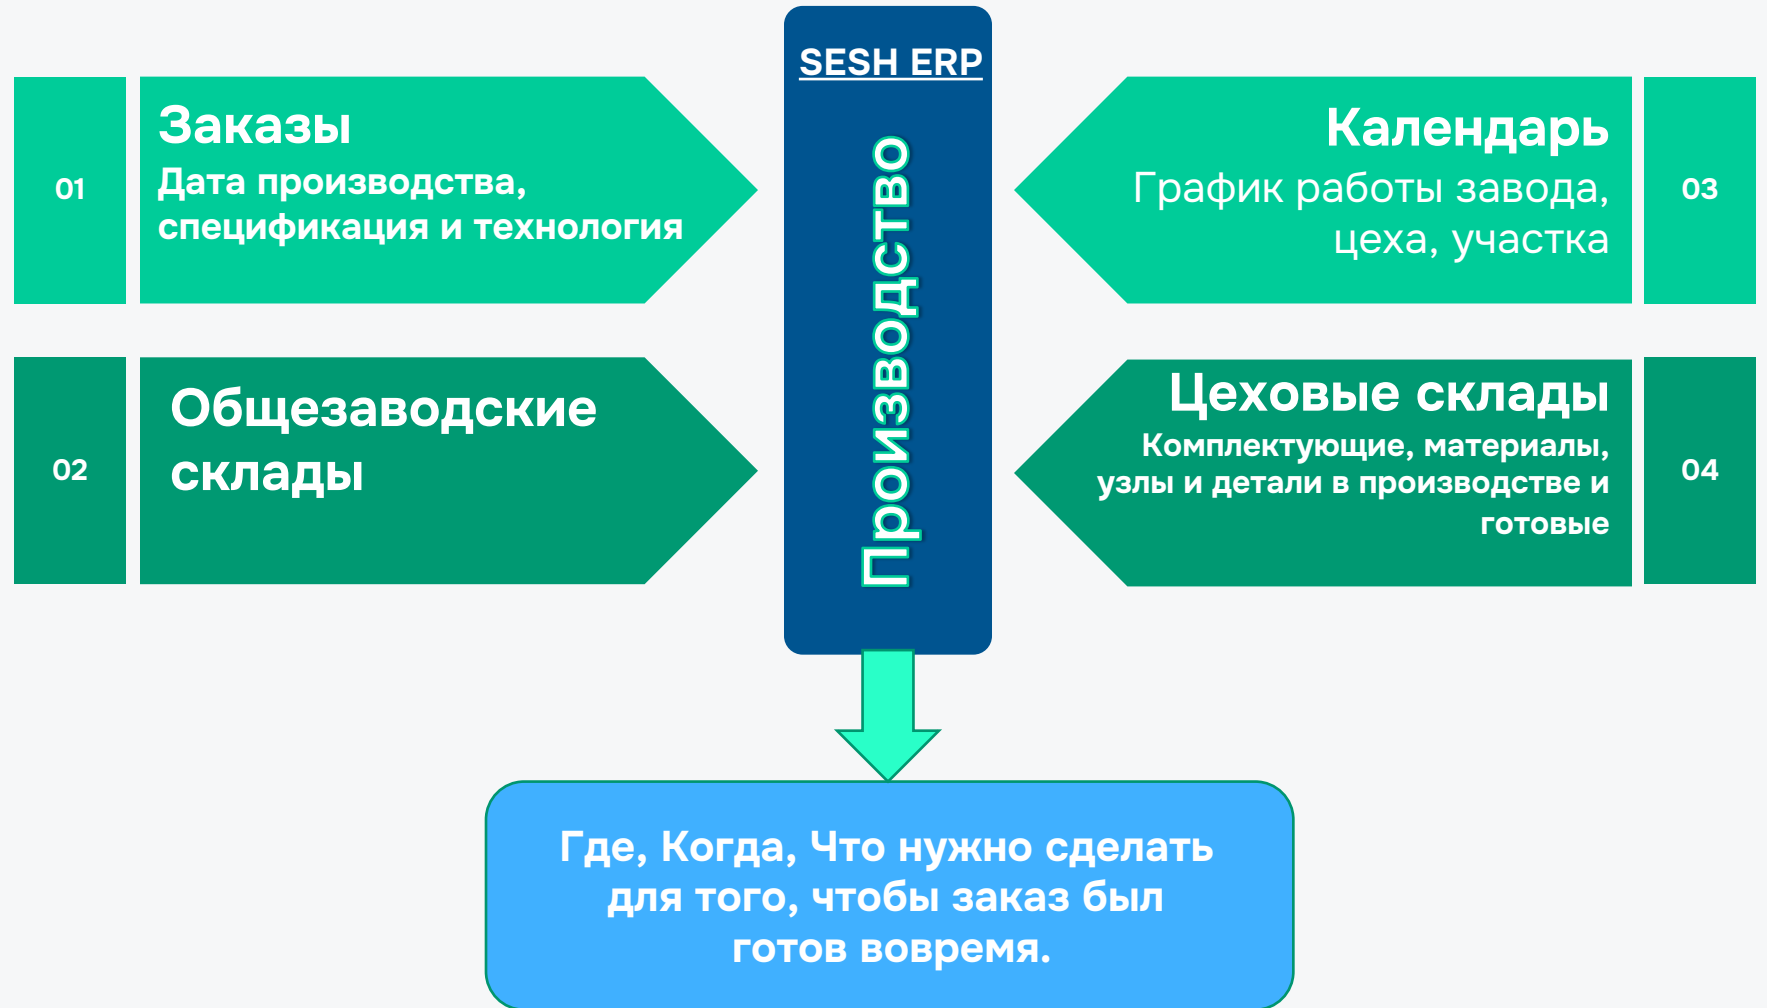 SESH ERP
Производство
01
Заказы
Дата производства,
спецификация и технология
02
Общезаводские
склады
Календарь
График работы завода,
цеха, участка
03
Цеховые склады
Комплектующие, материалы,
узлы и детали в производстве и
готовые
04
Где, Когда, Что нужно сделать
для того, чтобы заказ был
готов вовремя.